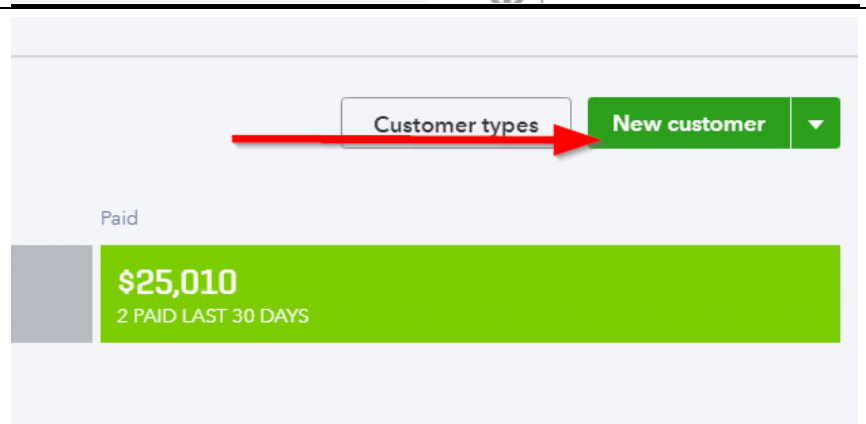 Customer types
New customer
Paid
$25,010
2 PAID LAST 30 DAYS